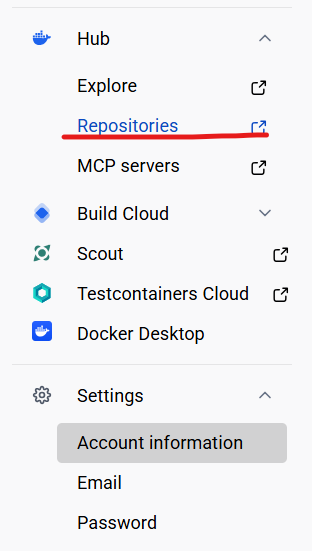 Hub
Explore
Repositories
MCP servers
Build Cloud
Scout
Testcontainers Cloud
Docker Desktop
Settings
Account information
Email
Password